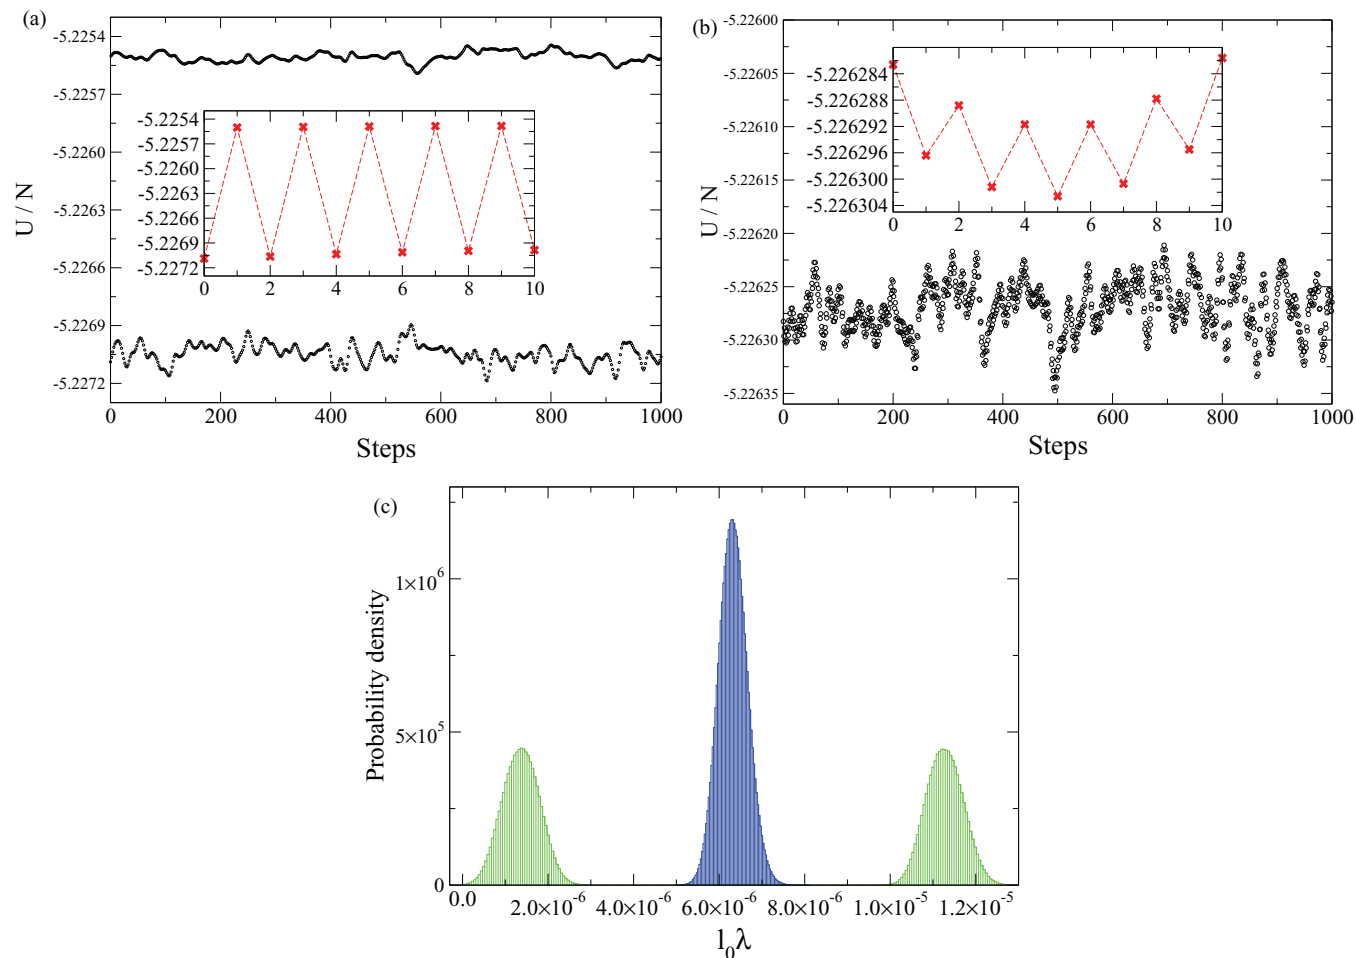 (a)
-5.2254
-5.2257
-5.2260
-5.2263
-5.2266
-5.2269
-5.2272
U / N
0 200 400 600 800 1000
Steps
-5.2254
-5.2257
-5.2260
-5.2263
-5.2266
-5.2269
-5.2272
0 2 4 6 8 10
(b)
-5.22600
-5.22605
-5.22610
-5.22615
-5.22620
-5.22625
-5.22630
-5.22635
U / N
0 200 400 600 800 1000
Steps
-5.226284
-5.226288
-5.226292
-5.226296
-5.226300
-5.226304
0 2 4 6 8 10
(c)
1×10⁶
5×10⁵
0
Probability density
0.0 2.0×10⁻⁶ 4.0×10⁻⁶ 6.0×10⁻⁶ 8.0×10⁻⁶ 1.0×10⁻⁵ 1.2×10⁻⁵
l₀λ